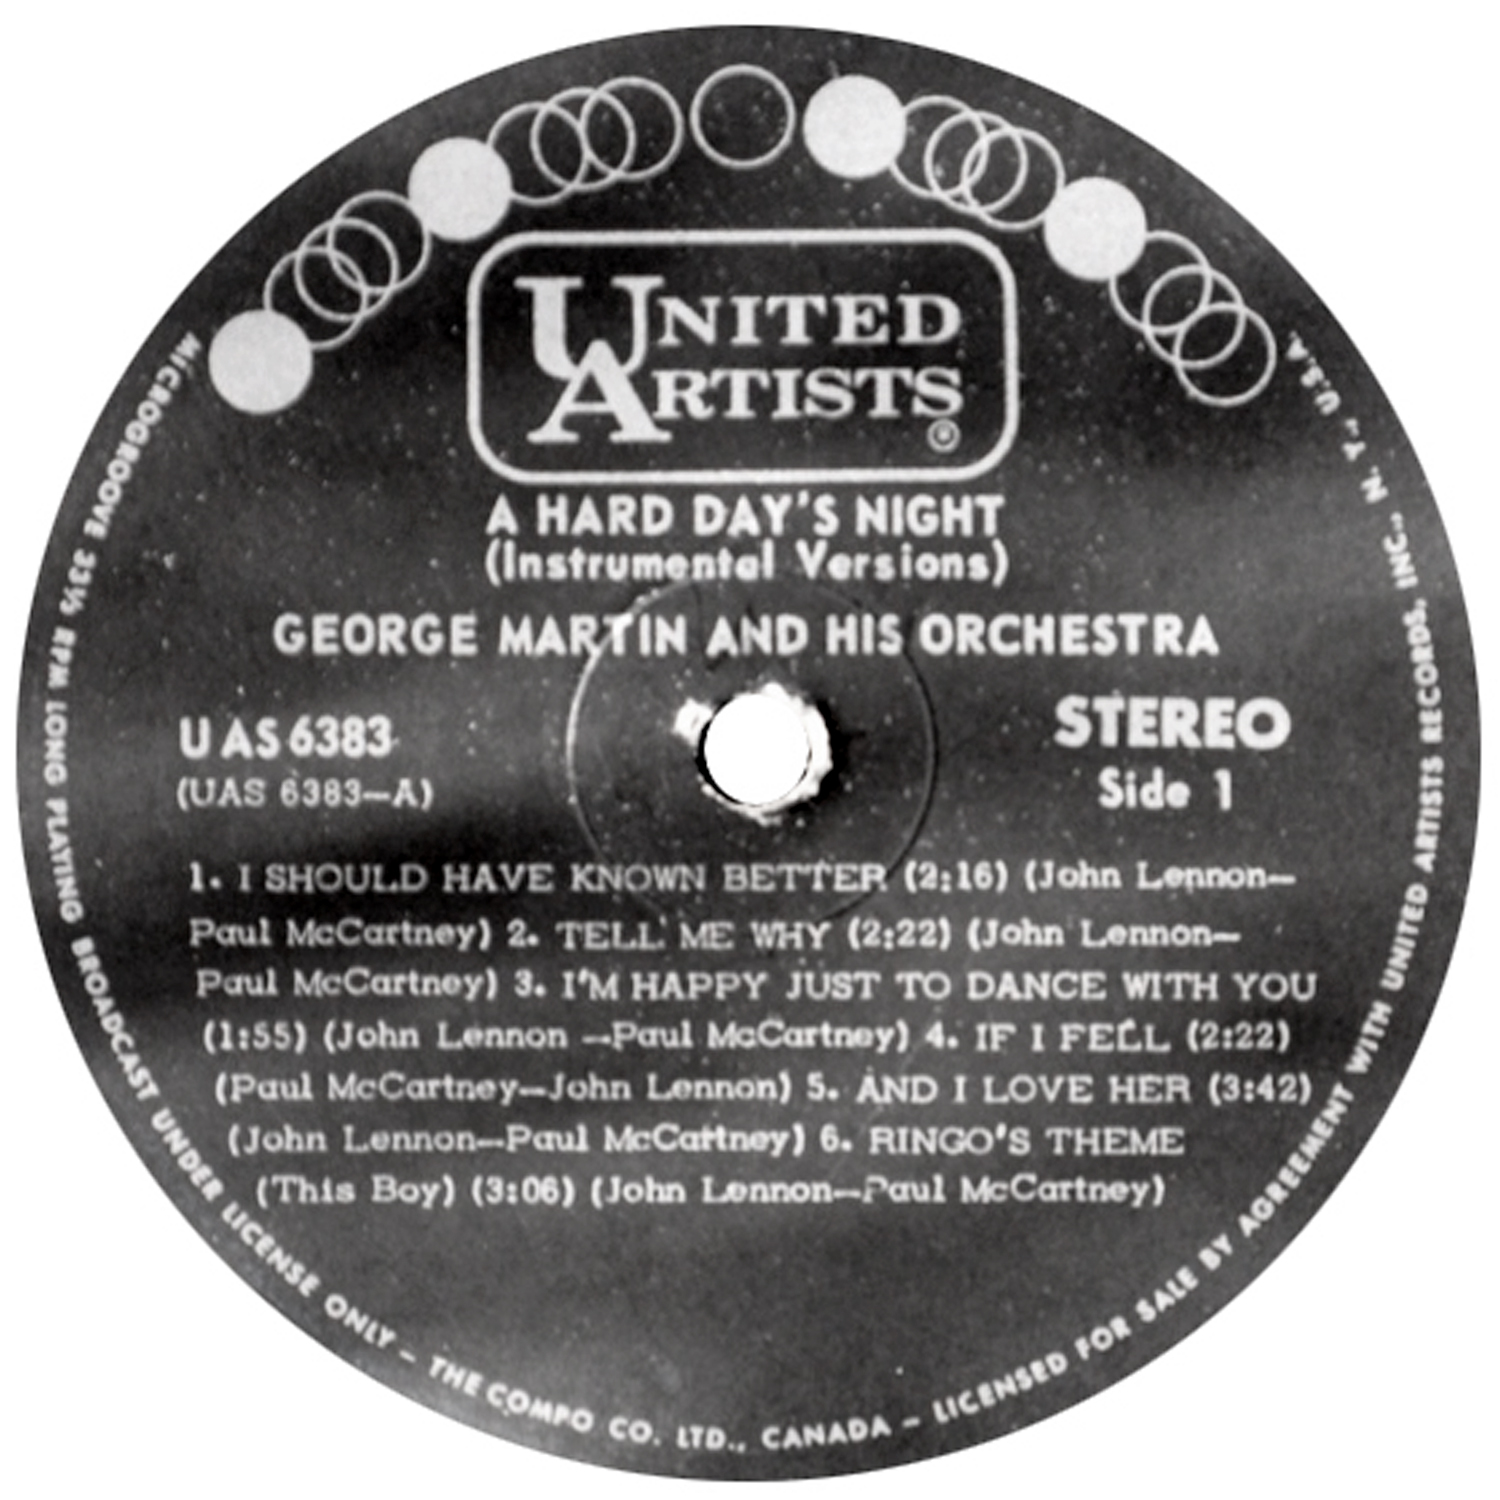 UNITED
ARTISTS
®
A HARD DAY'S NIGHT
(Instrumental Versions)
GEORGE MARTIN AND HIS ORCHESTRA
UAS 6383
(UAS 6383—A)
STEREO
Side 1
1. I SHOULD HAVE KNOWN BETTER (2:16) (John Lennon—
Paul McCartney) 2. TELL ME WHY (2:22) (John Lennon—
Paul McCartney) 3. I'M HAPPY JUST TO DANCE WITH YOU
(1:55) (John Lennon —Paul McCartney) 4. IF I FELL (2:22)
(Paul McCartney—John Lennon) 5. AND I LOVE HER (3:42)
(John Lennon—Paul McCartney) 6. RINGO'S THEME
(This Boy) (3:06) (John Lennon—Paul McCartney)
MICROGROOVE 33⅓ RPM LONG PLAYING BROADCAST UNDER LICENSE ONLY – THE COMPO CO. LTD., CANADA – LICENSED FOR SALE BY AGREEMENT WITH UNITED ARTISTS RECORDS, INC., N. Y., U.S.A.